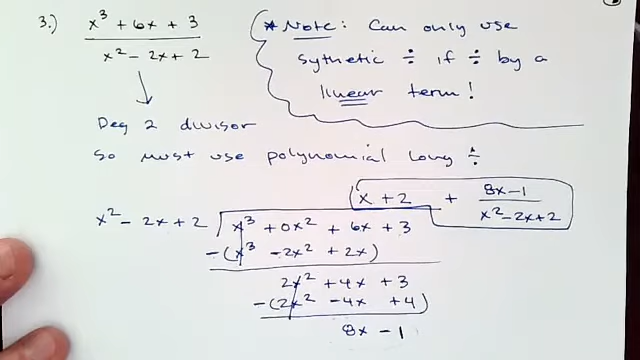 3.) x³ + 6x + 3
x² - 2x + 2
* Note: Can only use
sythetic ÷ if ÷ by a
linear term!
Deg 2 divisor
So must use polynomial long ÷
x + 2 + 8x - 1
x² - 2x + 2
x² - 2x + 2 x³ + 0x² + 6x + 3
- (x³ - 2x² + 2x)
2x² + 4x + 3
- (2x² - 4x + 4)
8x - 1